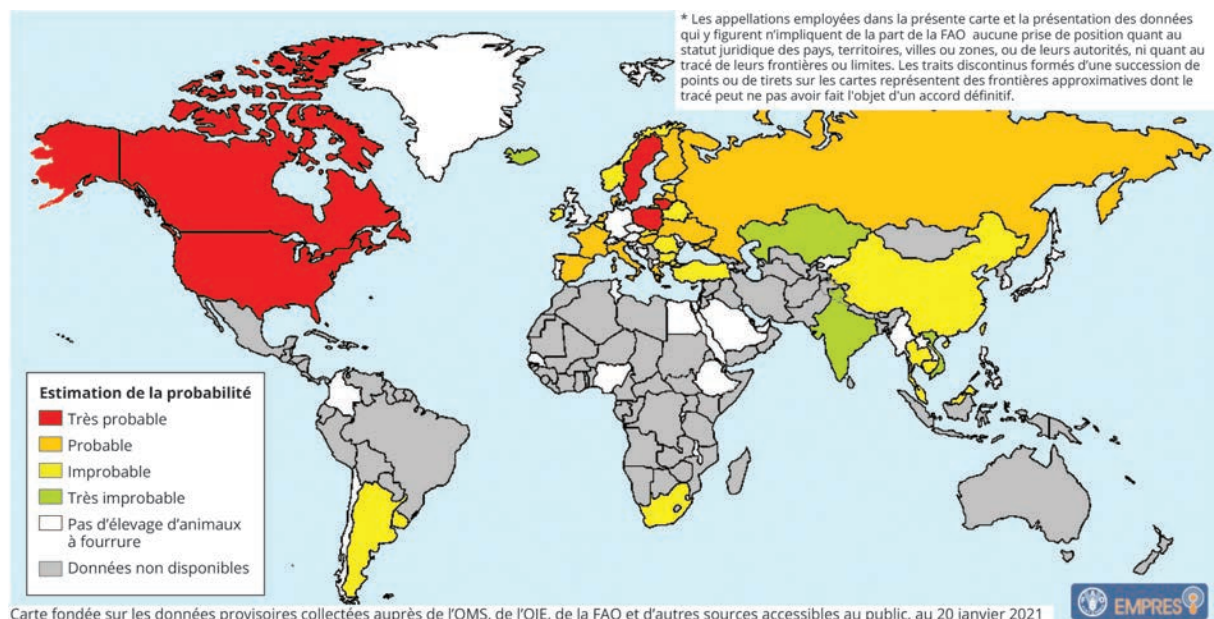 * Les appellations employées dans la présente carte et la présentation des données
qui y figurent n'impliquent de la part de la FAO aucune prise de position quant au
statut juridique des pays, territoires, villes ou zones, ou de leurs autorités, ni quant au
tracé de leurs frontières ou limites. Les traits discontinus formés d'une succession de
points ou de tirets sur les cartes représentent des frontières approximatives dont le
tracé peut ne pas avoir fait l'objet d'un accord définitif.
Estimation de la probabilité
Très probable
Probable
Improbable
Très improbable
Pas d'élevage d'animaux
à fourrure
Données non disponibles
EMPRES
Carte fondée sur les données provisoires collectées auprès de l'OMS, de l'OIE, de la FAO et d'autres sources accessibles au public, au 20 janvier 2021